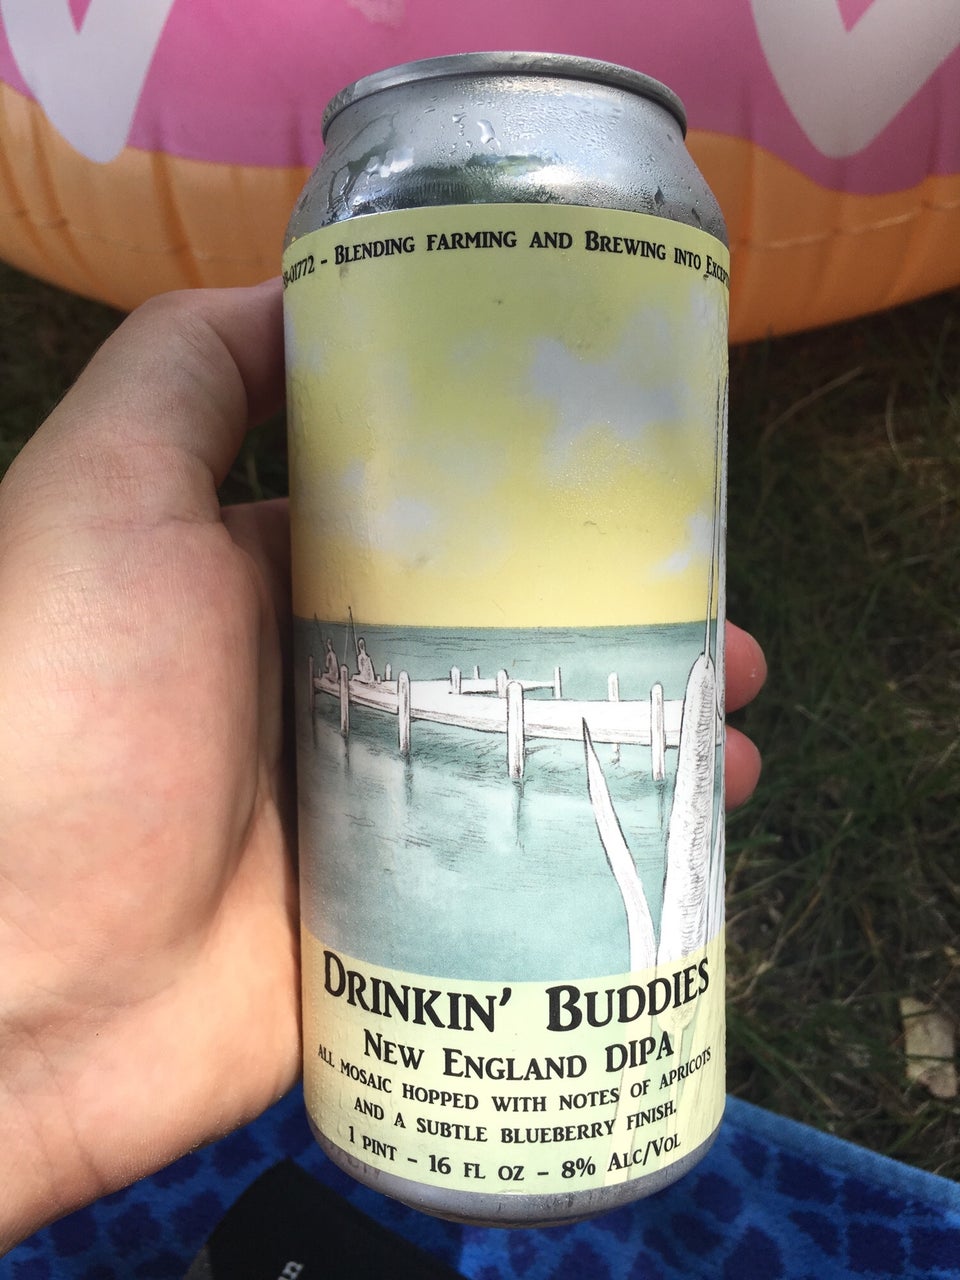 01772 - Blending farming and Brewing into
Drinkin' Buddies
New England DIPA
all mosaic hopped with notes of apricots
and a subtle blueberry finish.
1 pint - 16 fl oz - 8% Alc/Vol